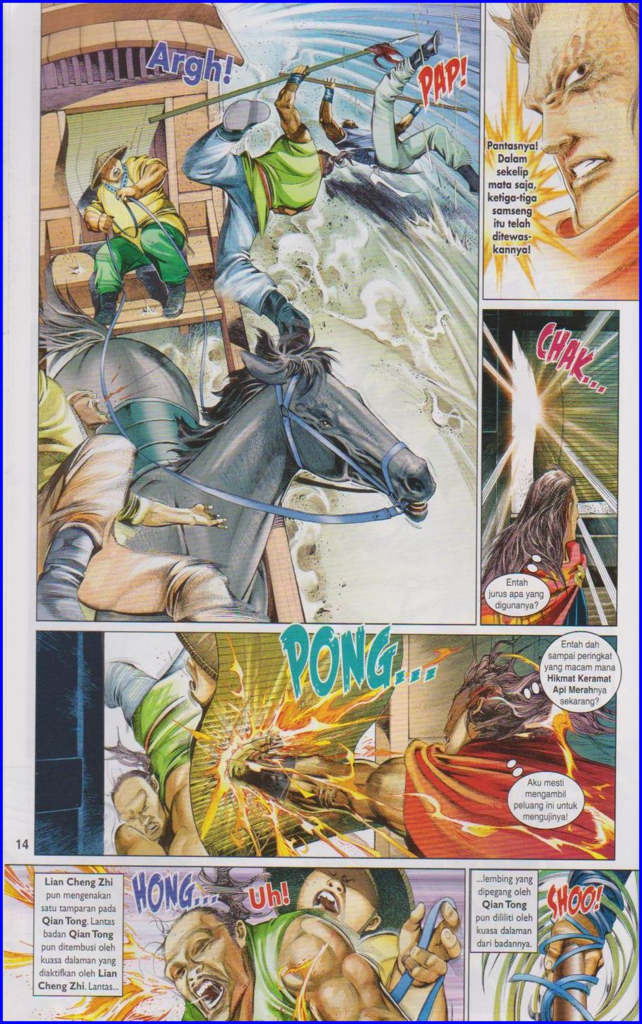 Argh!
PAP!
Pantasnya!
Dalam
sekelip
mata saja,
ketiga-tiga
samseng
itu telah
ditewas-
kannya!
CHAK...
Entah
jurus apa yang
digunanya?
PONG...
Entah dah
sampai peringkat
yang macam mana
Hikmat Keramat
Api Merahnya
sekarang?
Aku mesti
mengambil
peluang ini untuk
mengujinya!
14
Lian Cheng Zhi
pun mengenakan
satu tamparan pada
Qian Tong. Lantas
badan Qian Tong
pun ditembusi oleh
kuasa dalaman yang
diaktifkan oleh Lian
Cheng Zhi. Lantas...
HONG...
Uh!
...lembing yang
dipegang oleh
Qian Tong
pun dililiti oleh
kuasa dalaman
dari badannya.
SHOO!